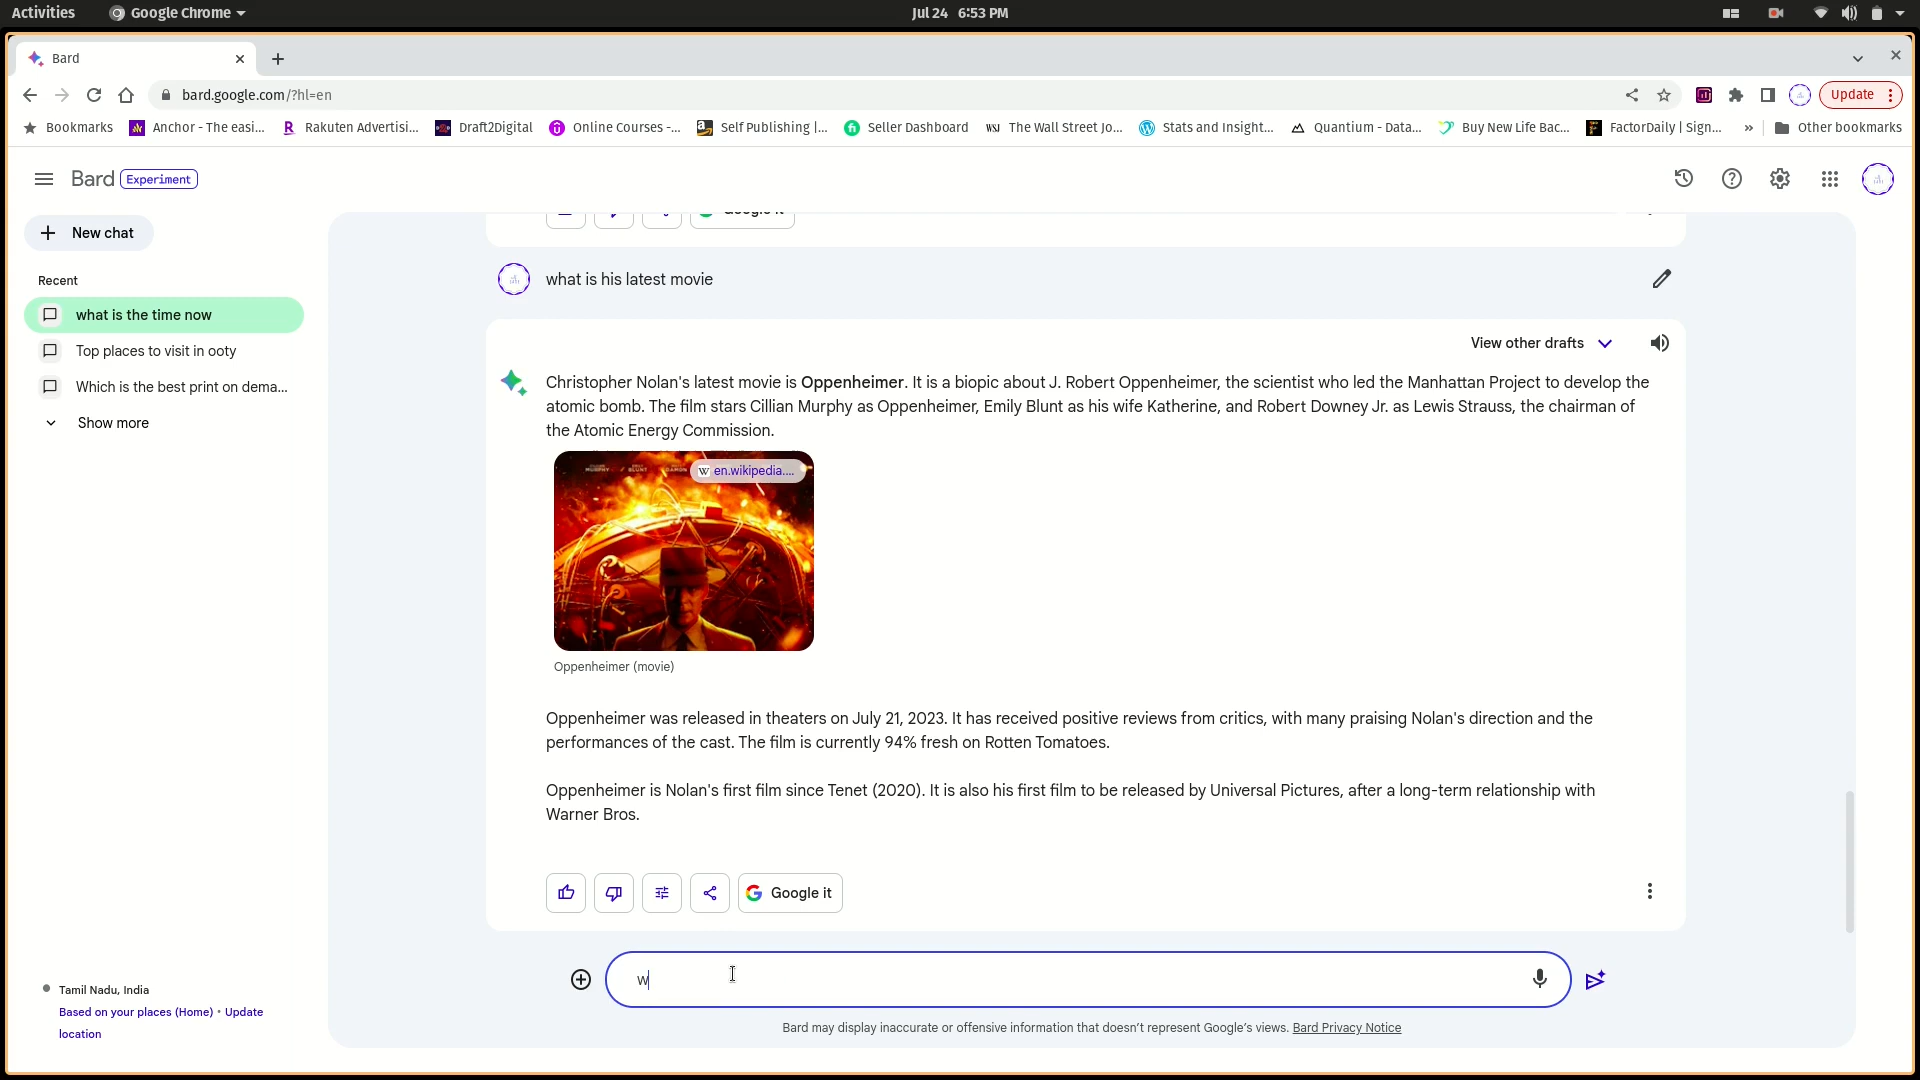 Activities
Google Chrome
Jul 24 6:53 PM
Bard
bard.google.com/?hl=en
Update
Bookmarks
Anchor - The easi...
Rakuten Advertisi...
Draft2Digital
Online Courses -...
Self Publishing |...
Seller Dashboard
WSJ
The Wall Street Jo...
Stats and Insight...
Quantium - Data...
Buy New Life Bac...
FactorDaily | Sign...
»
Other bookmarks
Bard Experiment
New chat
Recent
what is the time now
Top places to visit in ooty
Which is the best print on dema...
Show more
Google it
what is his latest movie
View other drafts
Christopher Nolan's latest movie is Oppenheimer. It is a biopic about J. Robert Oppenheimer, the scientist who led the Manhattan Project to develop the
atomic bomb. The film stars Cillian Murphy as Oppenheimer, Emily Blunt as his wife Katherine, and Robert Downey Jr. as Lewis Strauss, the chairman of
the Atomic Energy Commission.
MURPHY BLUNT
W en.wikipedia....
Oppenheimer (movie)
Oppenheimer was released in theaters on July 21, 2023. It has received positive reviews from critics, with many praising Nolan's direction and the
performances of the cast. The film is currently 94% fresh on Rotten Tomatoes.
Oppenheimer is Nolan's first film since Tenet (2020). It is also his first film to be released by Universal Pictures, after a long-term relationship with
Warner Bros.
Google it
w
Bard may display inaccurate or offensive information that doesn't represent Google's views. Bard Privacy Notice
Tamil Nadu, India
Based on your places (Home) • Update
location